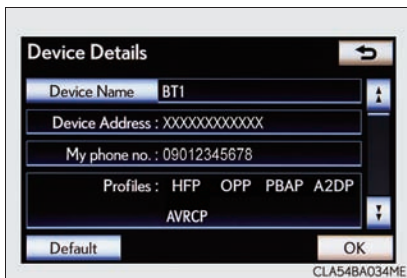 Device Details
Device Name BT1
Device Address : XXXXXXXXXXXX
My phone no. : 09012345678
Profiles : HFP OPP PBAP A2DP
AVRCP
Default OK
CLA54BA034ME